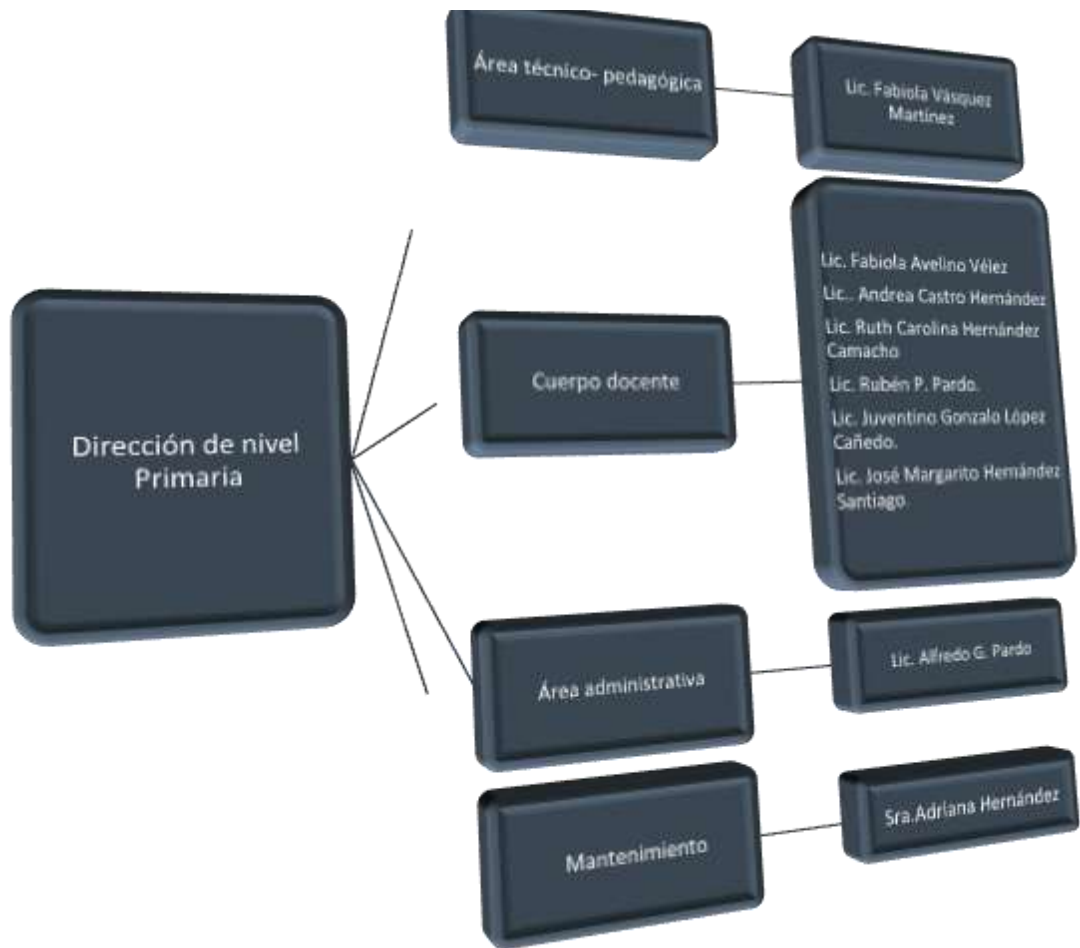 Área técnico- pedagógica
Lic. Fabiola Vásquez
Martínez
Dirección de nivel
Primaria
Cuerpo docente
Lic. Fabiola Avelino Vélez
Lic.. Andrea Castro Hernández
Lic. Ruth Carolina Hernández
Camacho
Lic. Rubén P. Pardo.
Lic. Juventino Gonzalo López
Cañedo.
Lic. José Margarito Hernández
Santiago
Área administrativa
Lic. Alfredo G. Pardo
Mantenimiento
Sra.Adriana Hernández